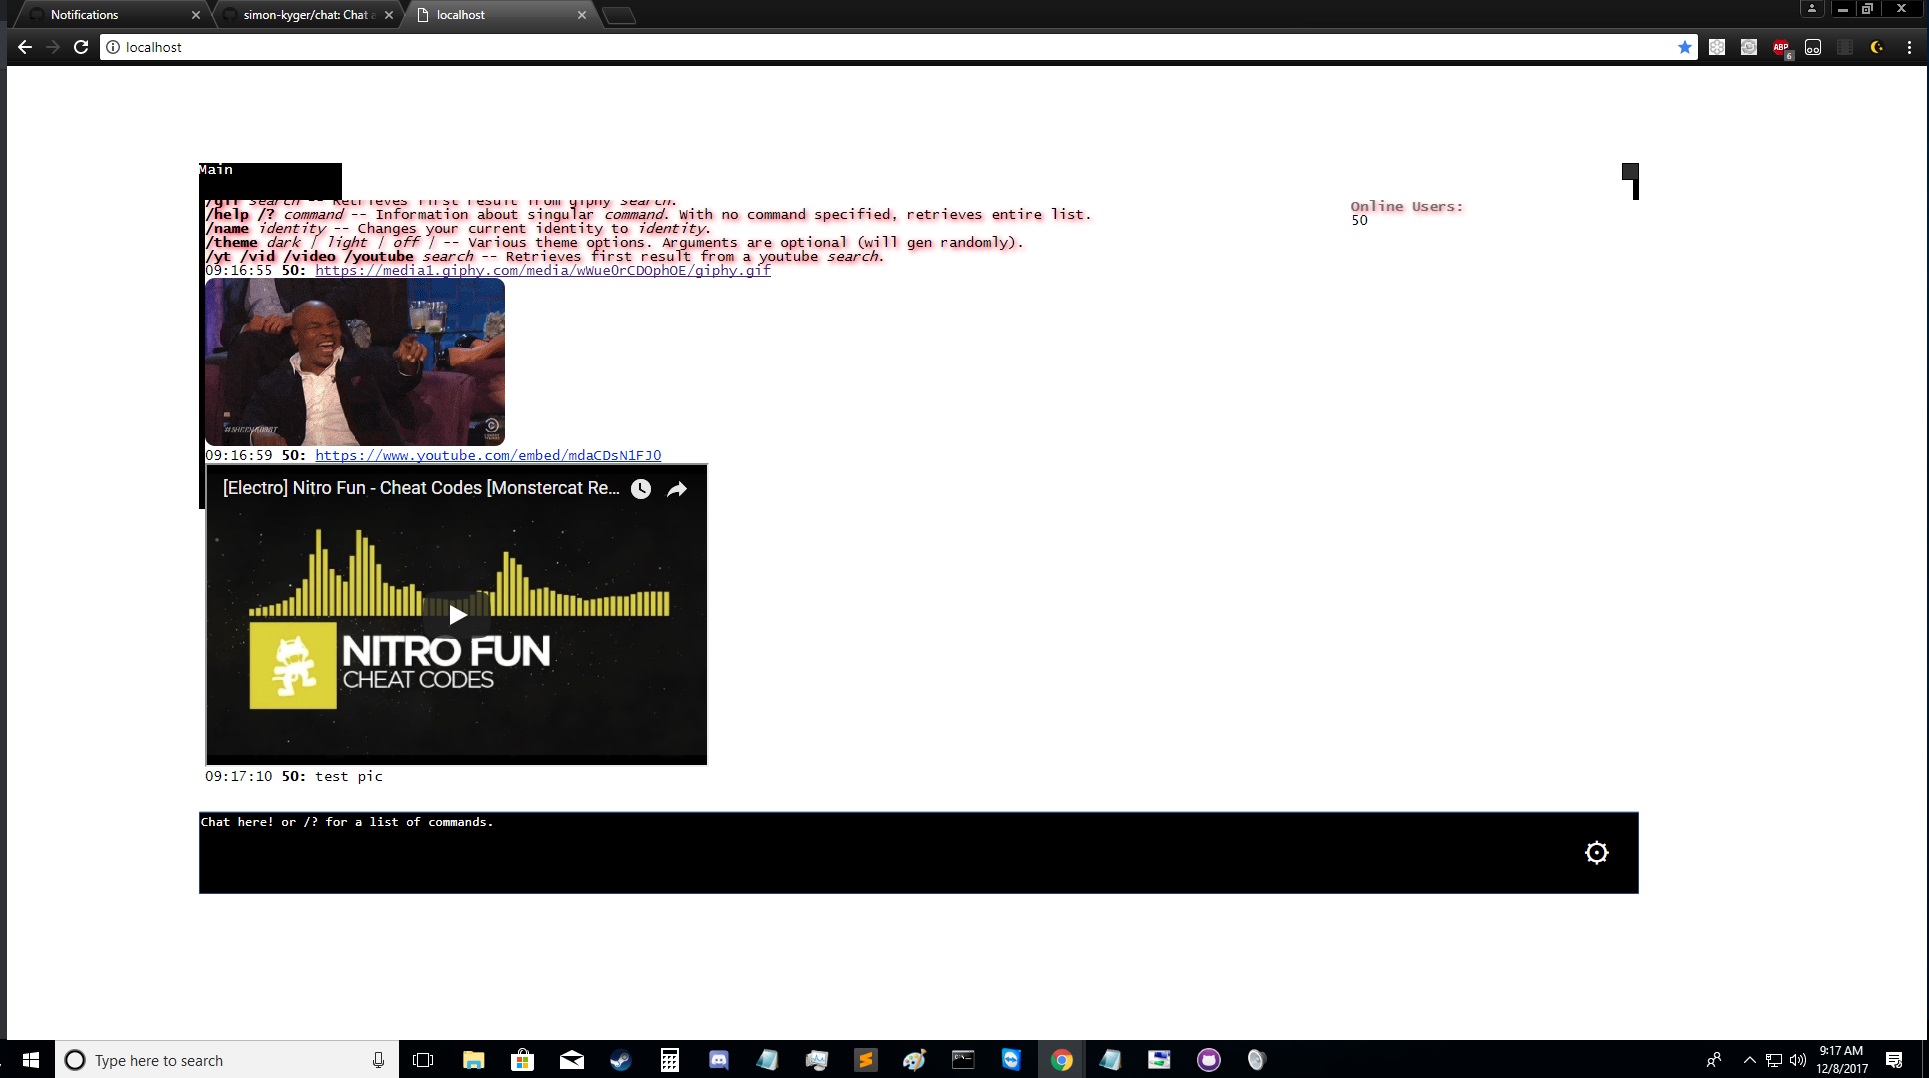 Notifications
simon-kyger/chat: Chat a
localhost
localhost
ABP
6
Main
/gif search -- Retrieves first result from giphy search.
/help /? command -- Information about singular command. With no command specified, retrieves entire list.
/name identity -- Changes your current identity to identity.
/theme dark | light | off | -- Various theme options. Arguments are optional (will gen randomly).
/yt /vid /video /youtube search -- Retrieves first result from a youtube search.
Online Users:
50
09:16:55 50: https://media1.giphy.com/media/wWue0rCDOphOE/giphy.gif
09:16:59 50: https://www.youtube.com/embed/mdaCDsN1FJ0
[Electro] Nitro Fun - Cheat Codes [Monstercat Re...
NITRO FUN
CHEAT CODES
09:17:10 50: test pic
Chat here! or /? for a list of commands.
Type here to search
9:17 AM
12/8/2017